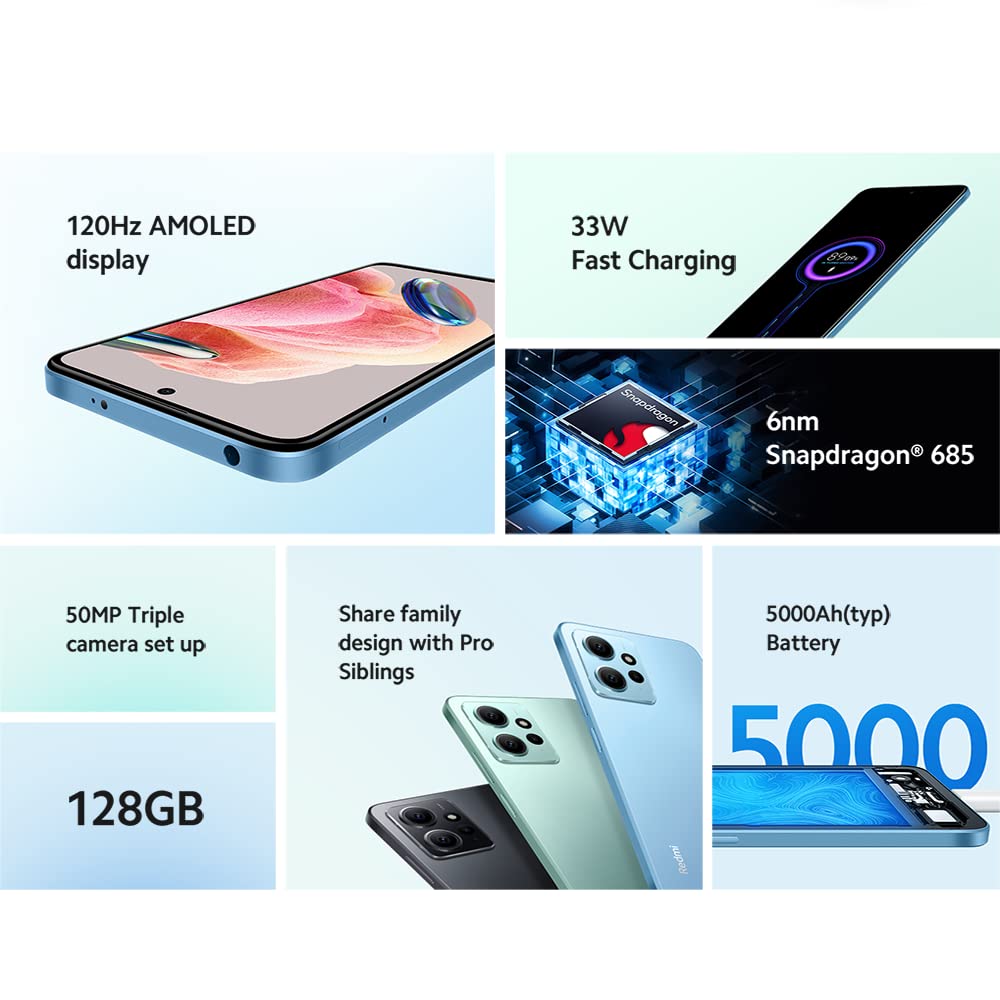 120Hz AMOLED
display
33W
Fast Charging
Snapdragon
6nm
Snapdragon® 685
50MP Triple
camera set up
Share family
design with Pro
Siblings
Redmi
5000Ah(typ)
Battery
5000
128GB